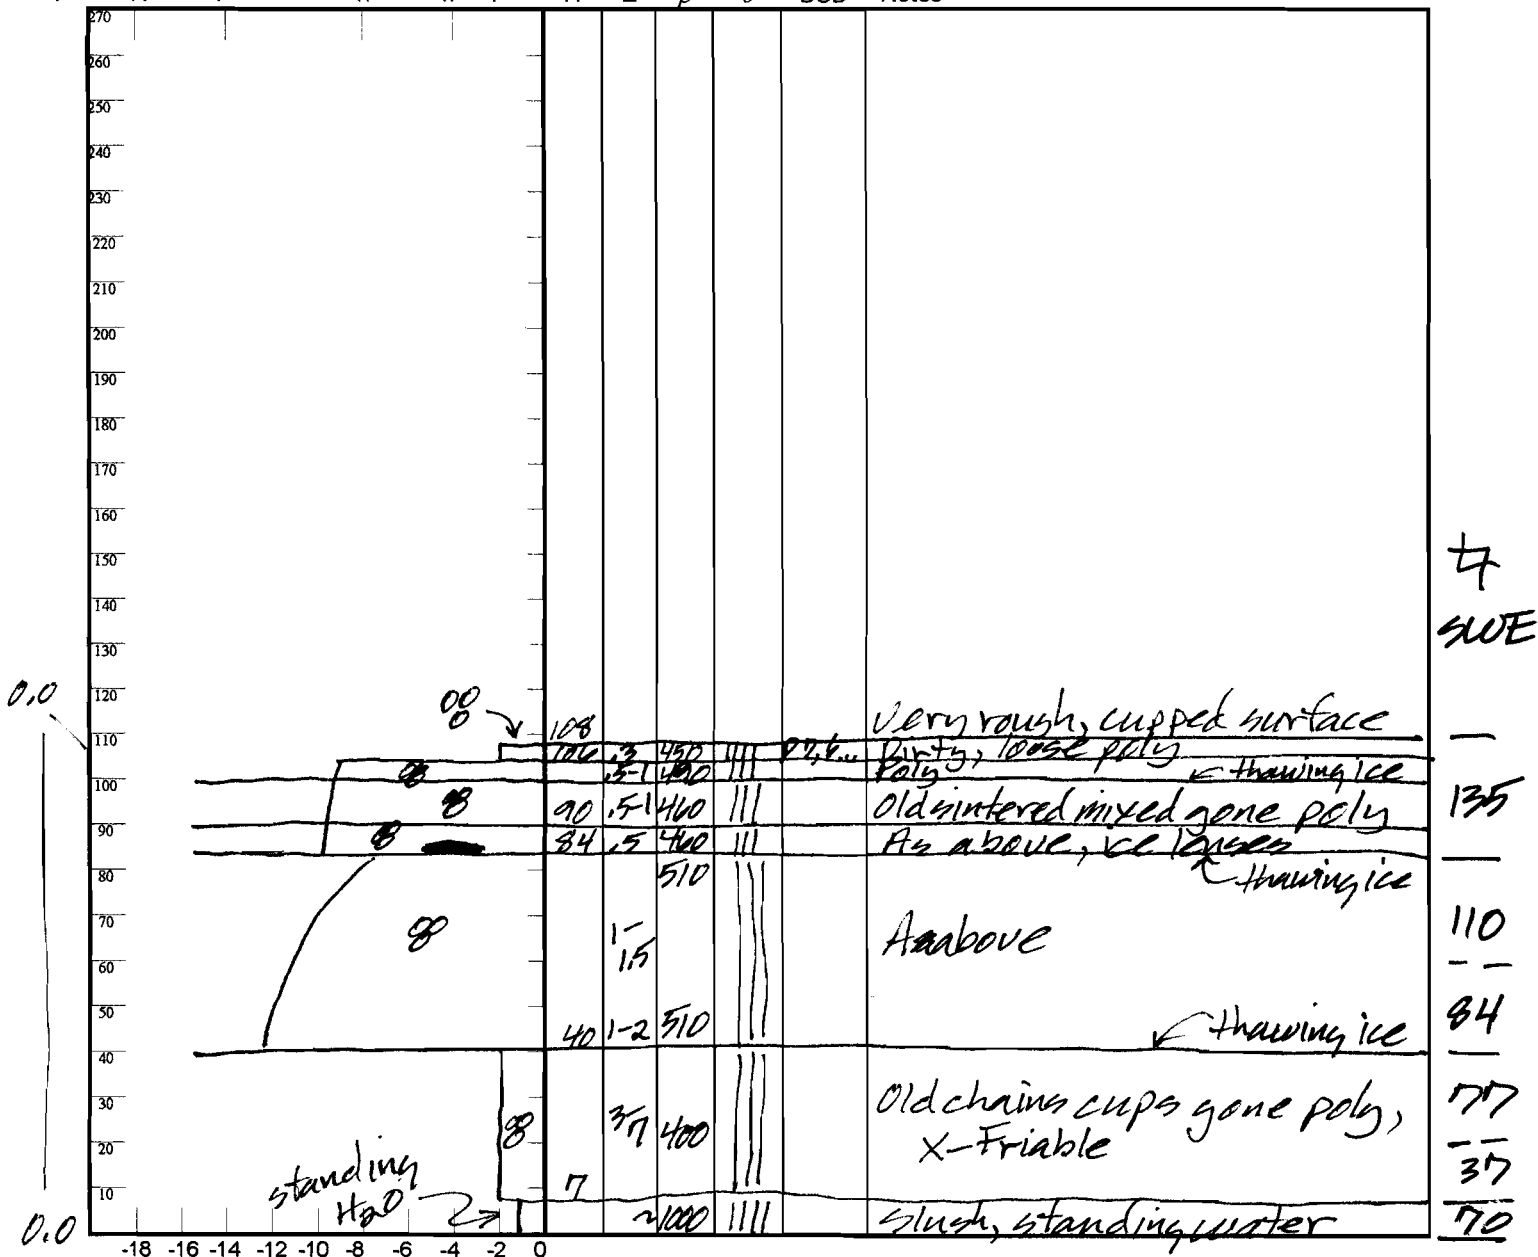 270
260
250
240
230
220
210
200
190
180
170
160
150
140
130
SWE
0.0
120
108
Very rough, cupped surface
110
106 .3 450 |||| Dirty, loose poly
.5-1 490 ||| Poly ← thawing ice
100
90 .5-1 460 ||| Old sintered mixed gone poly
135
90
84 .5 460 ||| As above, ice lenses
80
510
thawing ice
70
1-1.5
As above
110
60
50
40 1-2 510
thawing ice
84
40
30
Old chains cups gone poly,
77
3-7 400 |||
X-Friable
20
37
standing
H2O
10
7
~1000 |||| Slush, standing water
70
0.0
-18 -16 -14 -12 -10 -8 -6 -4 -2 0